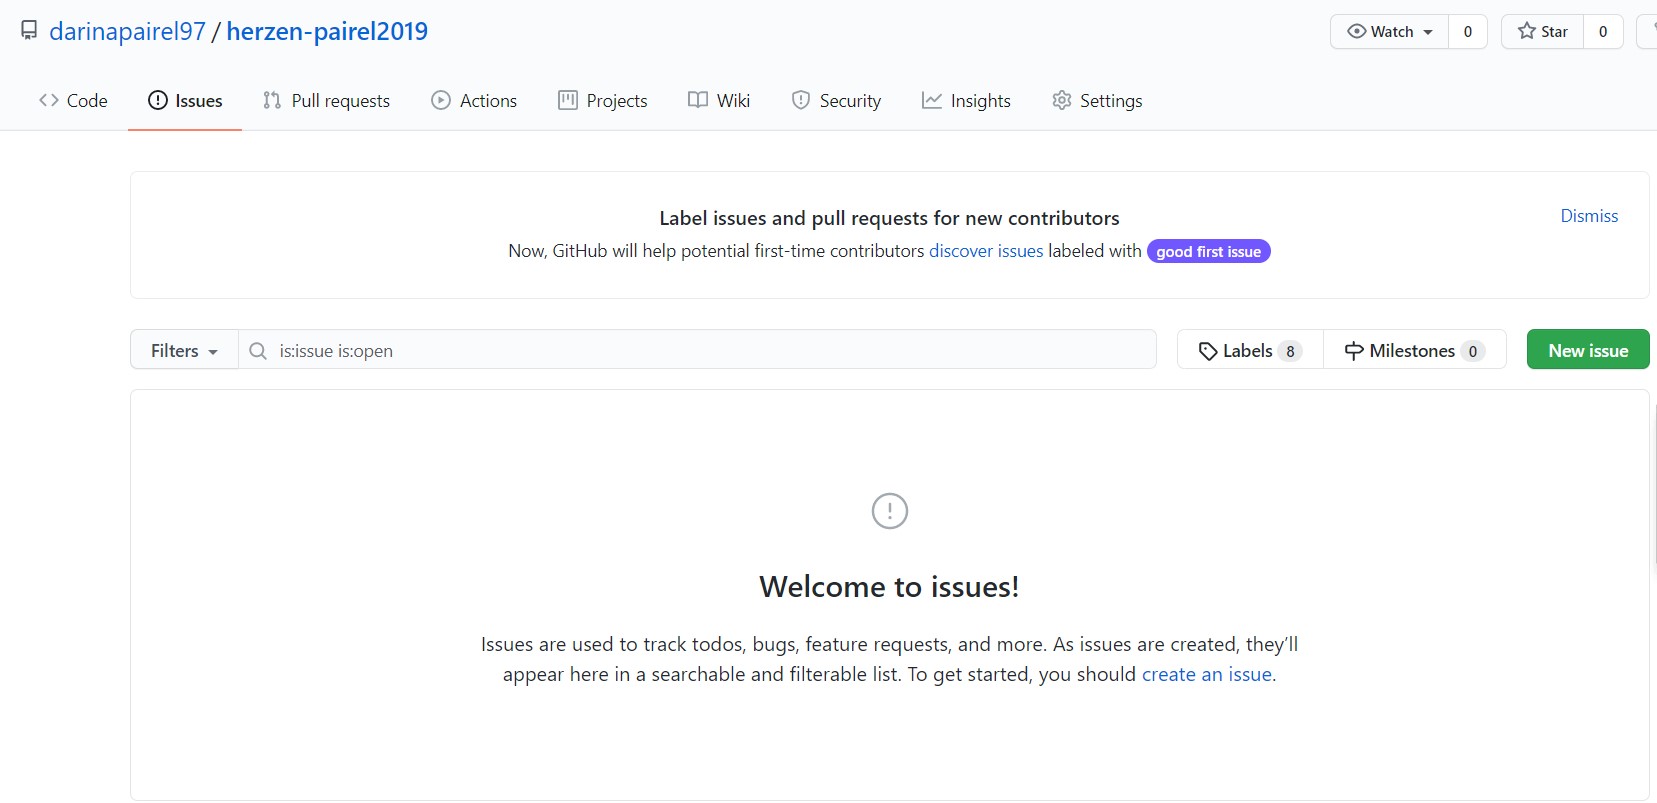 darinapairel97 / herzen-pairel2019
Watch 0 Star 0
Code Issues Pull requests Actions Projects Wiki Security Insights Settings
Label issues and pull requests for new contributors
Dismiss
Now, GitHub will help potential first-time contributors discover issues labeled with good first issue
Filters is:issue is:open Labels 8 Milestones 0 New issue
Welcome to issues!
Issues are used to track todos, bugs, feature requests, and more. As issues are created, they’ll
appear here in a searchable and filterable list. To get started, you should create an issue.